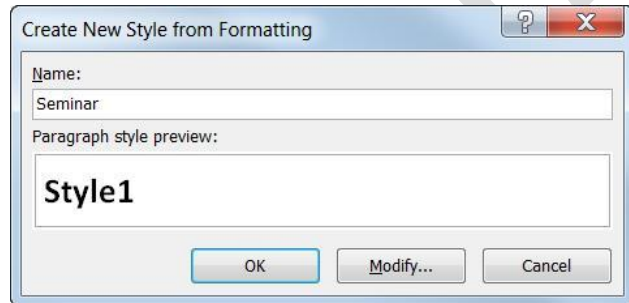 Create New Style from Formatting
Name:
Seminar
Paragraph style preview:
Style1
OK Modify... Cancel